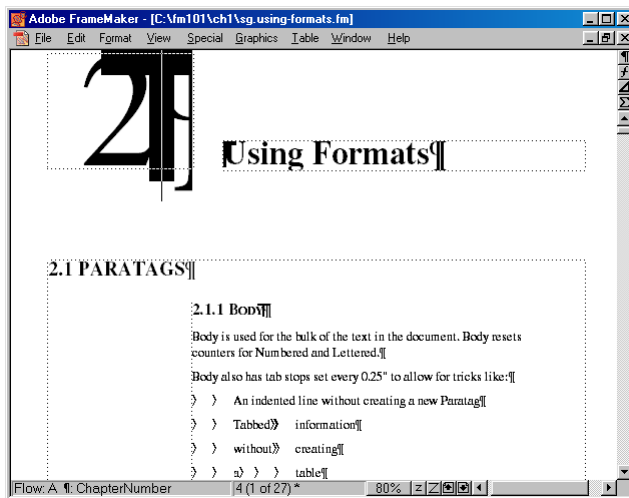 Adobe FrameMaker - [C:\fm101\ch1\sg.using-formats.fm]
File Edit Format View Special Graphics Table Window Help
2¶
Using Formats¶
2.1 PARATAGS¶
2.1.1 BODY¶
Body is used for the bulk of the text in the document. Body resets
counters for Numbered and Lettered.¶
Body also has tab stops set every 0.25" to allow for tricks like:¶
An indented line without creating a new Paratag¶
Tabbed information¶
without creating¶
a table¶
Flow: A ¶: ChapterNumber 4 (1 of 27) * 80% z Z